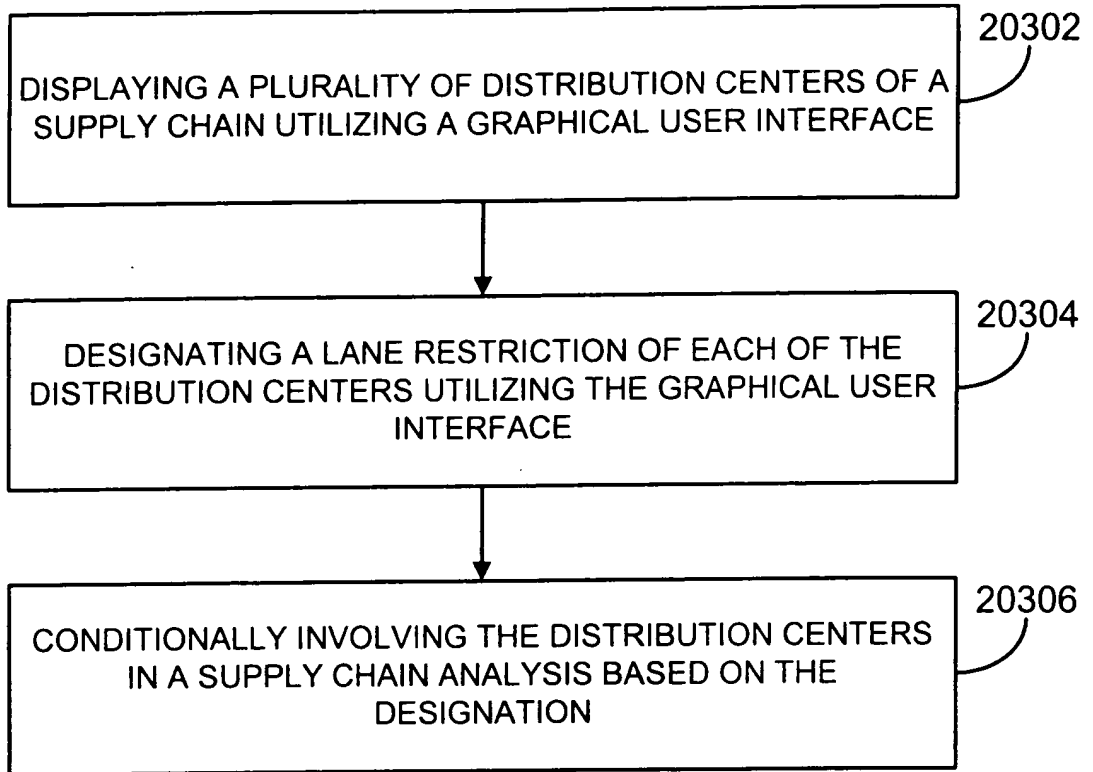 20302
DISPLAYING A PLURALITY OF DISTRIBUTION CENTERS OF A
SUPPLY CHAIN UTILIZING A GRAPHICAL USER INTERFACE
20304
DESIGNATING A LANE RESTRICTION OF EACH OF THE
DISTRIBUTION CENTERS UTILIZING THE GRAPHICAL USER
INTERFACE
20306
CONDITIONALLY INVOLVING THE DISTRIBUTION CENTERS
IN A SUPPLY CHAIN ANALYSIS BASED ON THE
DESIGNATION